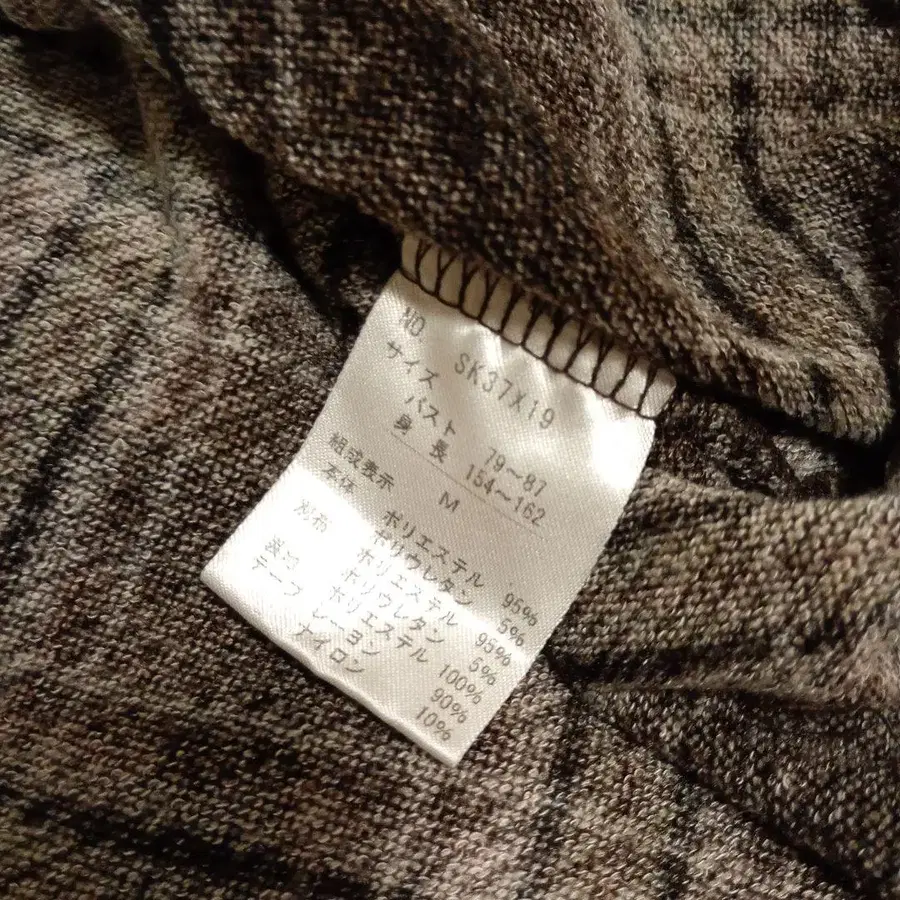 NO. SK37X19
サイズ
バスト 79～87
身長 154～162
M
組成表示
本体 ポリエステル 95%
ポリウレタン 5%
別布 ポリエステル 95%
ポリウレタン 5%
ポリエステル 100%
テープ レーヨン 90%
ナイロン 10%